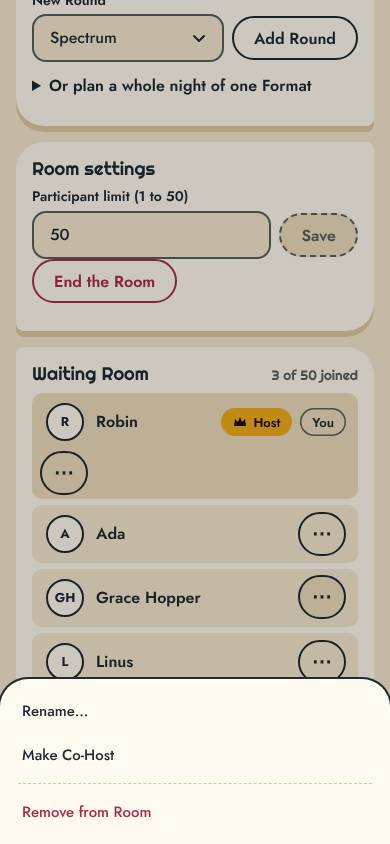 New Round
Spectrum
Add Round
Or plan a whole night of one Format
Room settings
Participant limit (1 to 50)
50
Save
End the Room
Waiting Room
3 of 50 joined
R
Robin
Host
You
...
A
Ada
...
GH
Grace Hopper
...
L
Linus
...
Rename...
Make Co-Host
Remove from Room